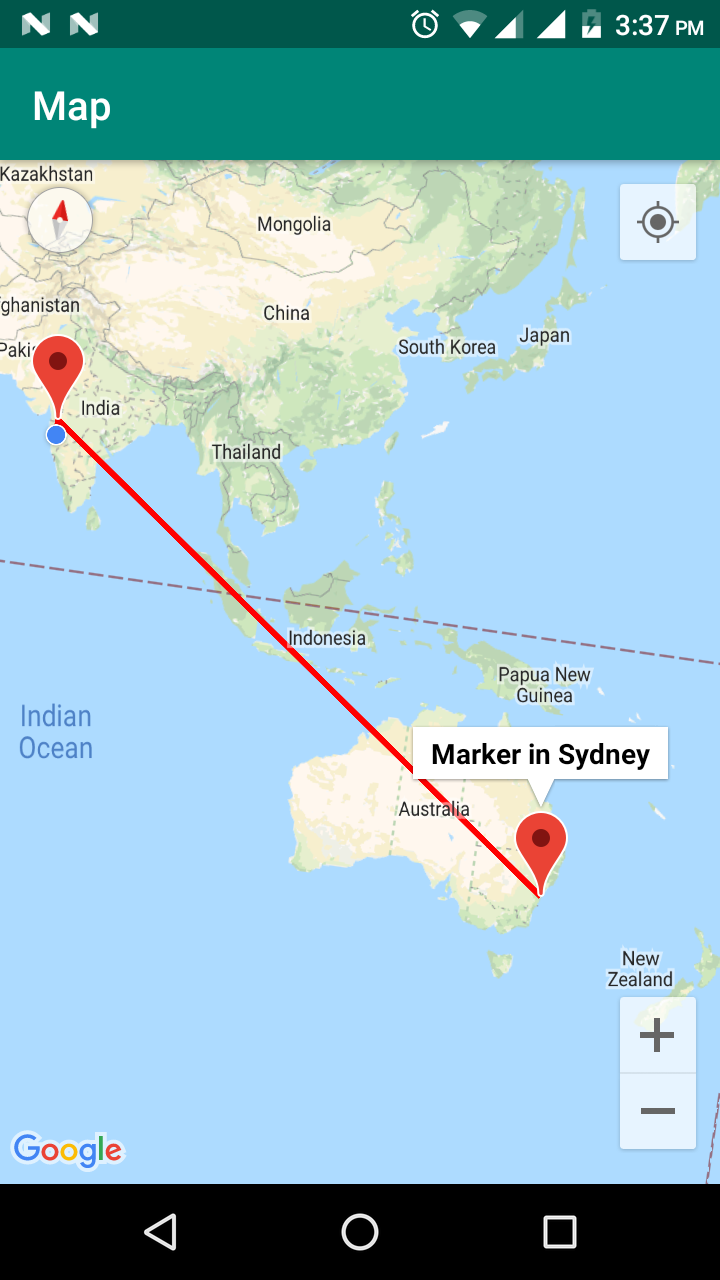 3:37 PM
Map
Kazakhstan
Mongolia
ghanistan
China
Japan
South Korea
Paki
India
Thailand
Indonesia
Papua New
Guinea
Indian
Ocean
Marker in Sydney
Australia
New
Zealand
Google